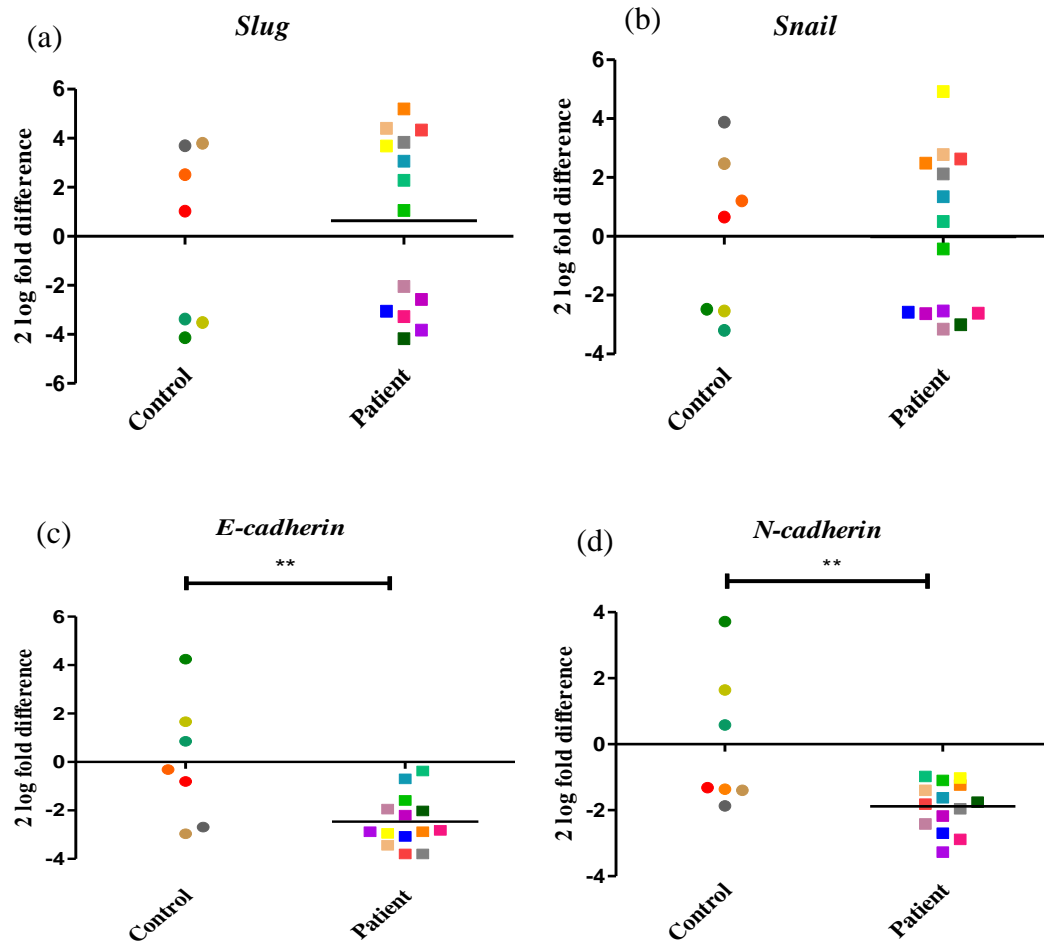 (a)
Slug
2 log fold difference
6
4
2
0
-2
-4
-6
Control
Patient
(b)
Snail
2 log fold difference
6
4
2
0
-2
-4
Control
Patient
(c)
E-cadherin
**
2 log fold difference
6
4
2
0
-2
-4
Control
Patient
(d)
N-cadherin
**
2 log fold difference
4
2
0
-2
-4
Control
Patient